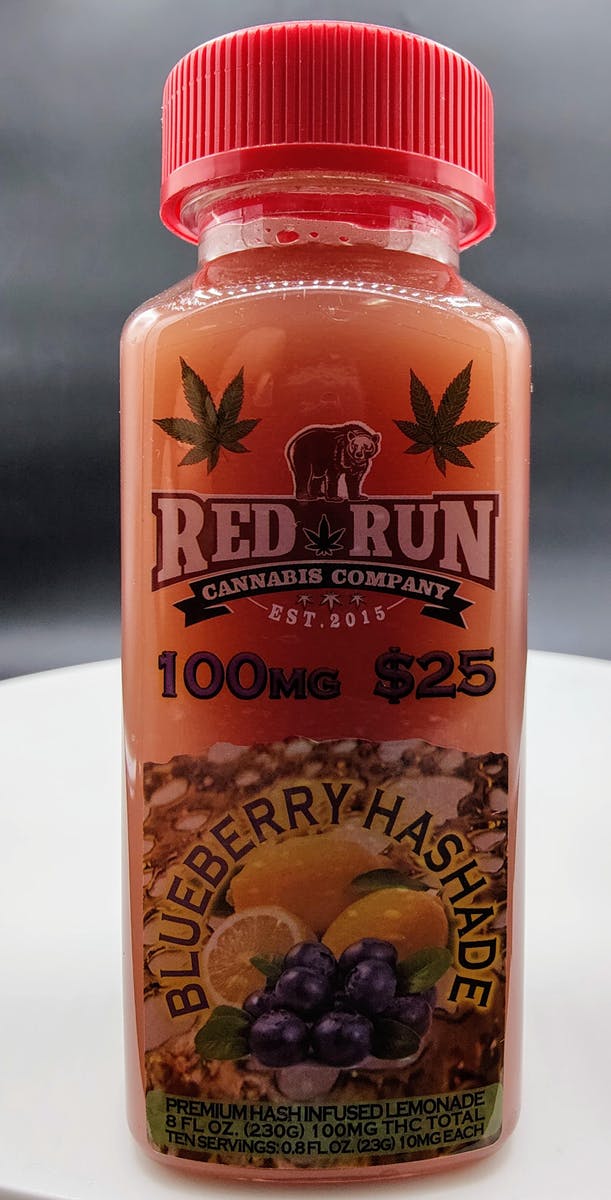 RED RUN
CANNABIS COMPANY
EST. 2015
100MG $25
BLUEBERRY HASHADE
PREMIUM HASH INFUSED LEMONADE
8 FL OZ. (230G) 100MG THC TOTAL
TEN SERVINGS: 0.8 FL OZ. (23G) 10MG EACH